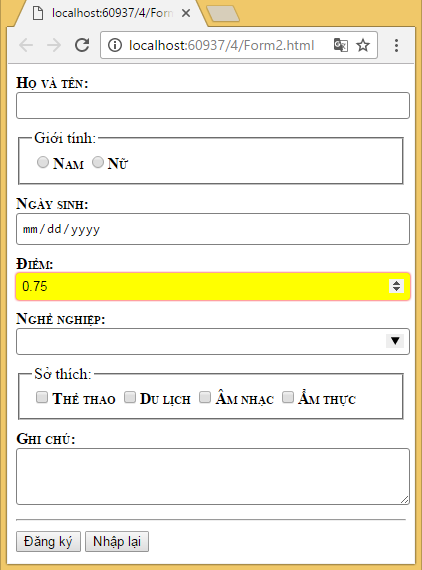 localhost:60937/4/Form
localhost:60937/4/Form2.html
Họ và tên:
Giới tính:
Nam Nữ
Ngày sinh:
mm/dd/yyyy
Điểm:
0.75
Nghề nghiệp:
Sở thích:
Thể thao Du lịch Âm nhạc Ẩm thực
Ghi chú:
Đăng ký Nhập lại